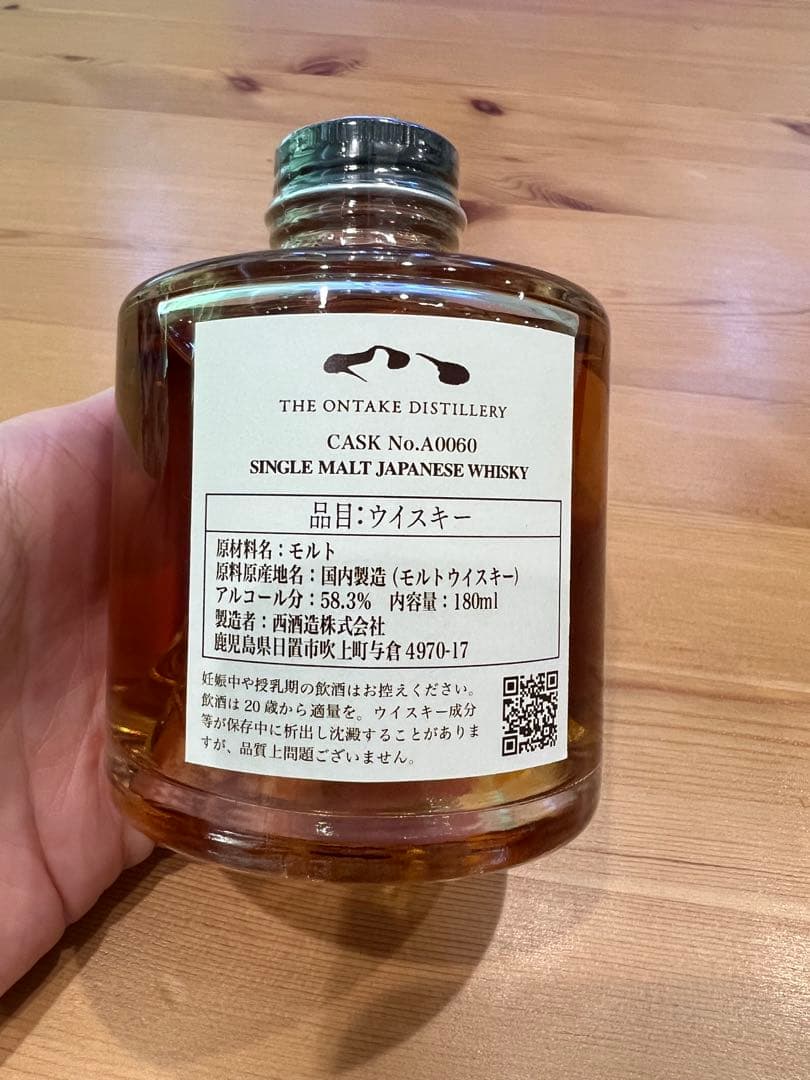 THE ONTAKE DISTILLERY
CASK No.A0060
SINGLE MALT JAPANESE WHISKY
品目：ウイスキー
原材料名：モルト
原料原産地名：国内製造（モルトウイスキー）
アルコール分：58.3%　内容量：180ml
製造者：西酒造株式会社
鹿児島県日置市吹上町与倉4970-17
妊娠中や授乳期の飲酒はお控えください。
飲酒は20歳から適量を。ウイスキー成分
等が保存中に析出し沈澱することがありま
すが、品質上問題ございません。